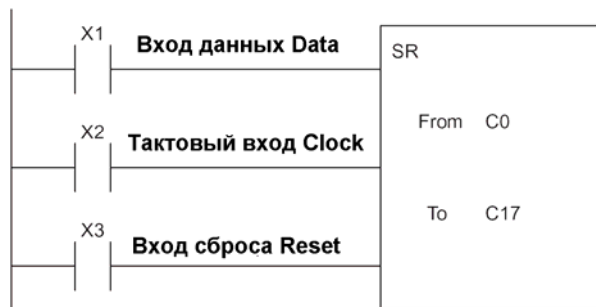 X1
Вход данных Data
SR
From C0
X2
Тактовый вход Clock
To C17
X3
Вход сброса Reset